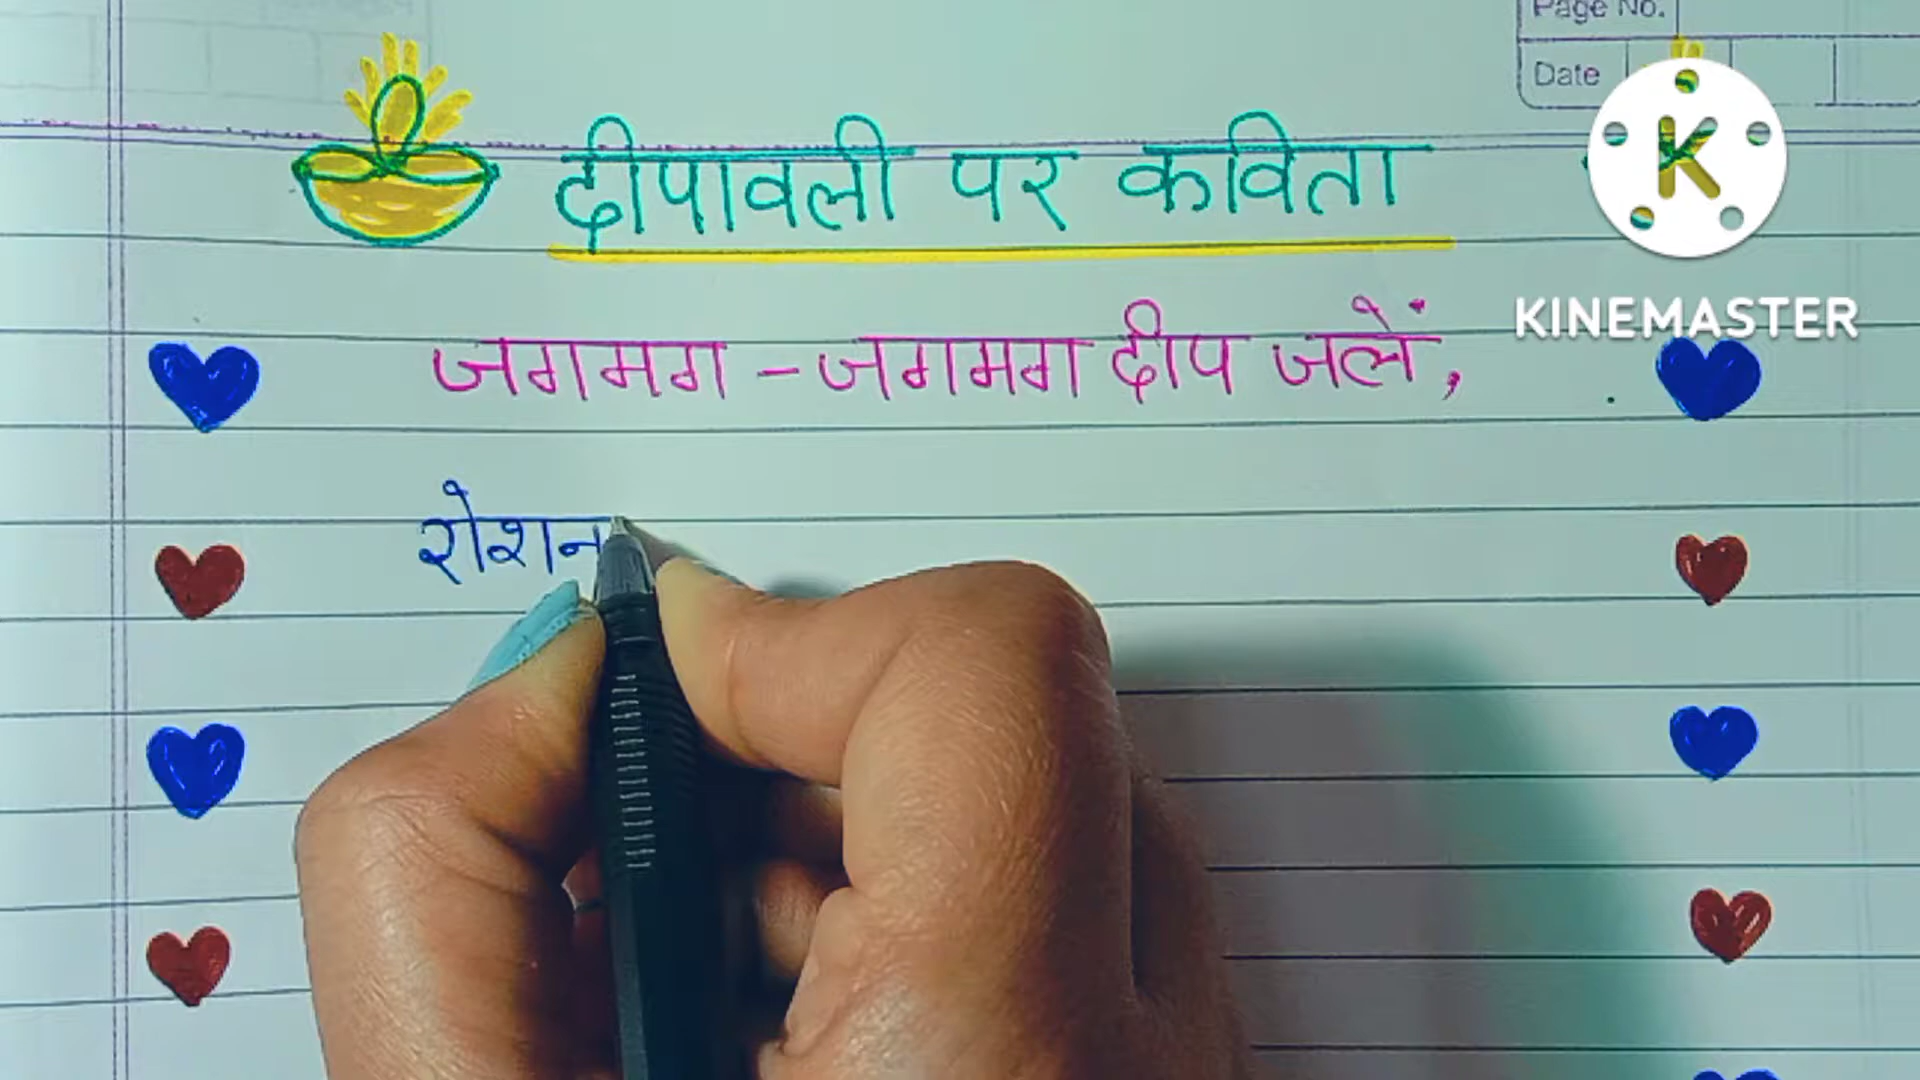 Page No.
Date
दीपावली पर कविता
KINEMASTER
जगमग - जगमग दीप जलें,
रोशन